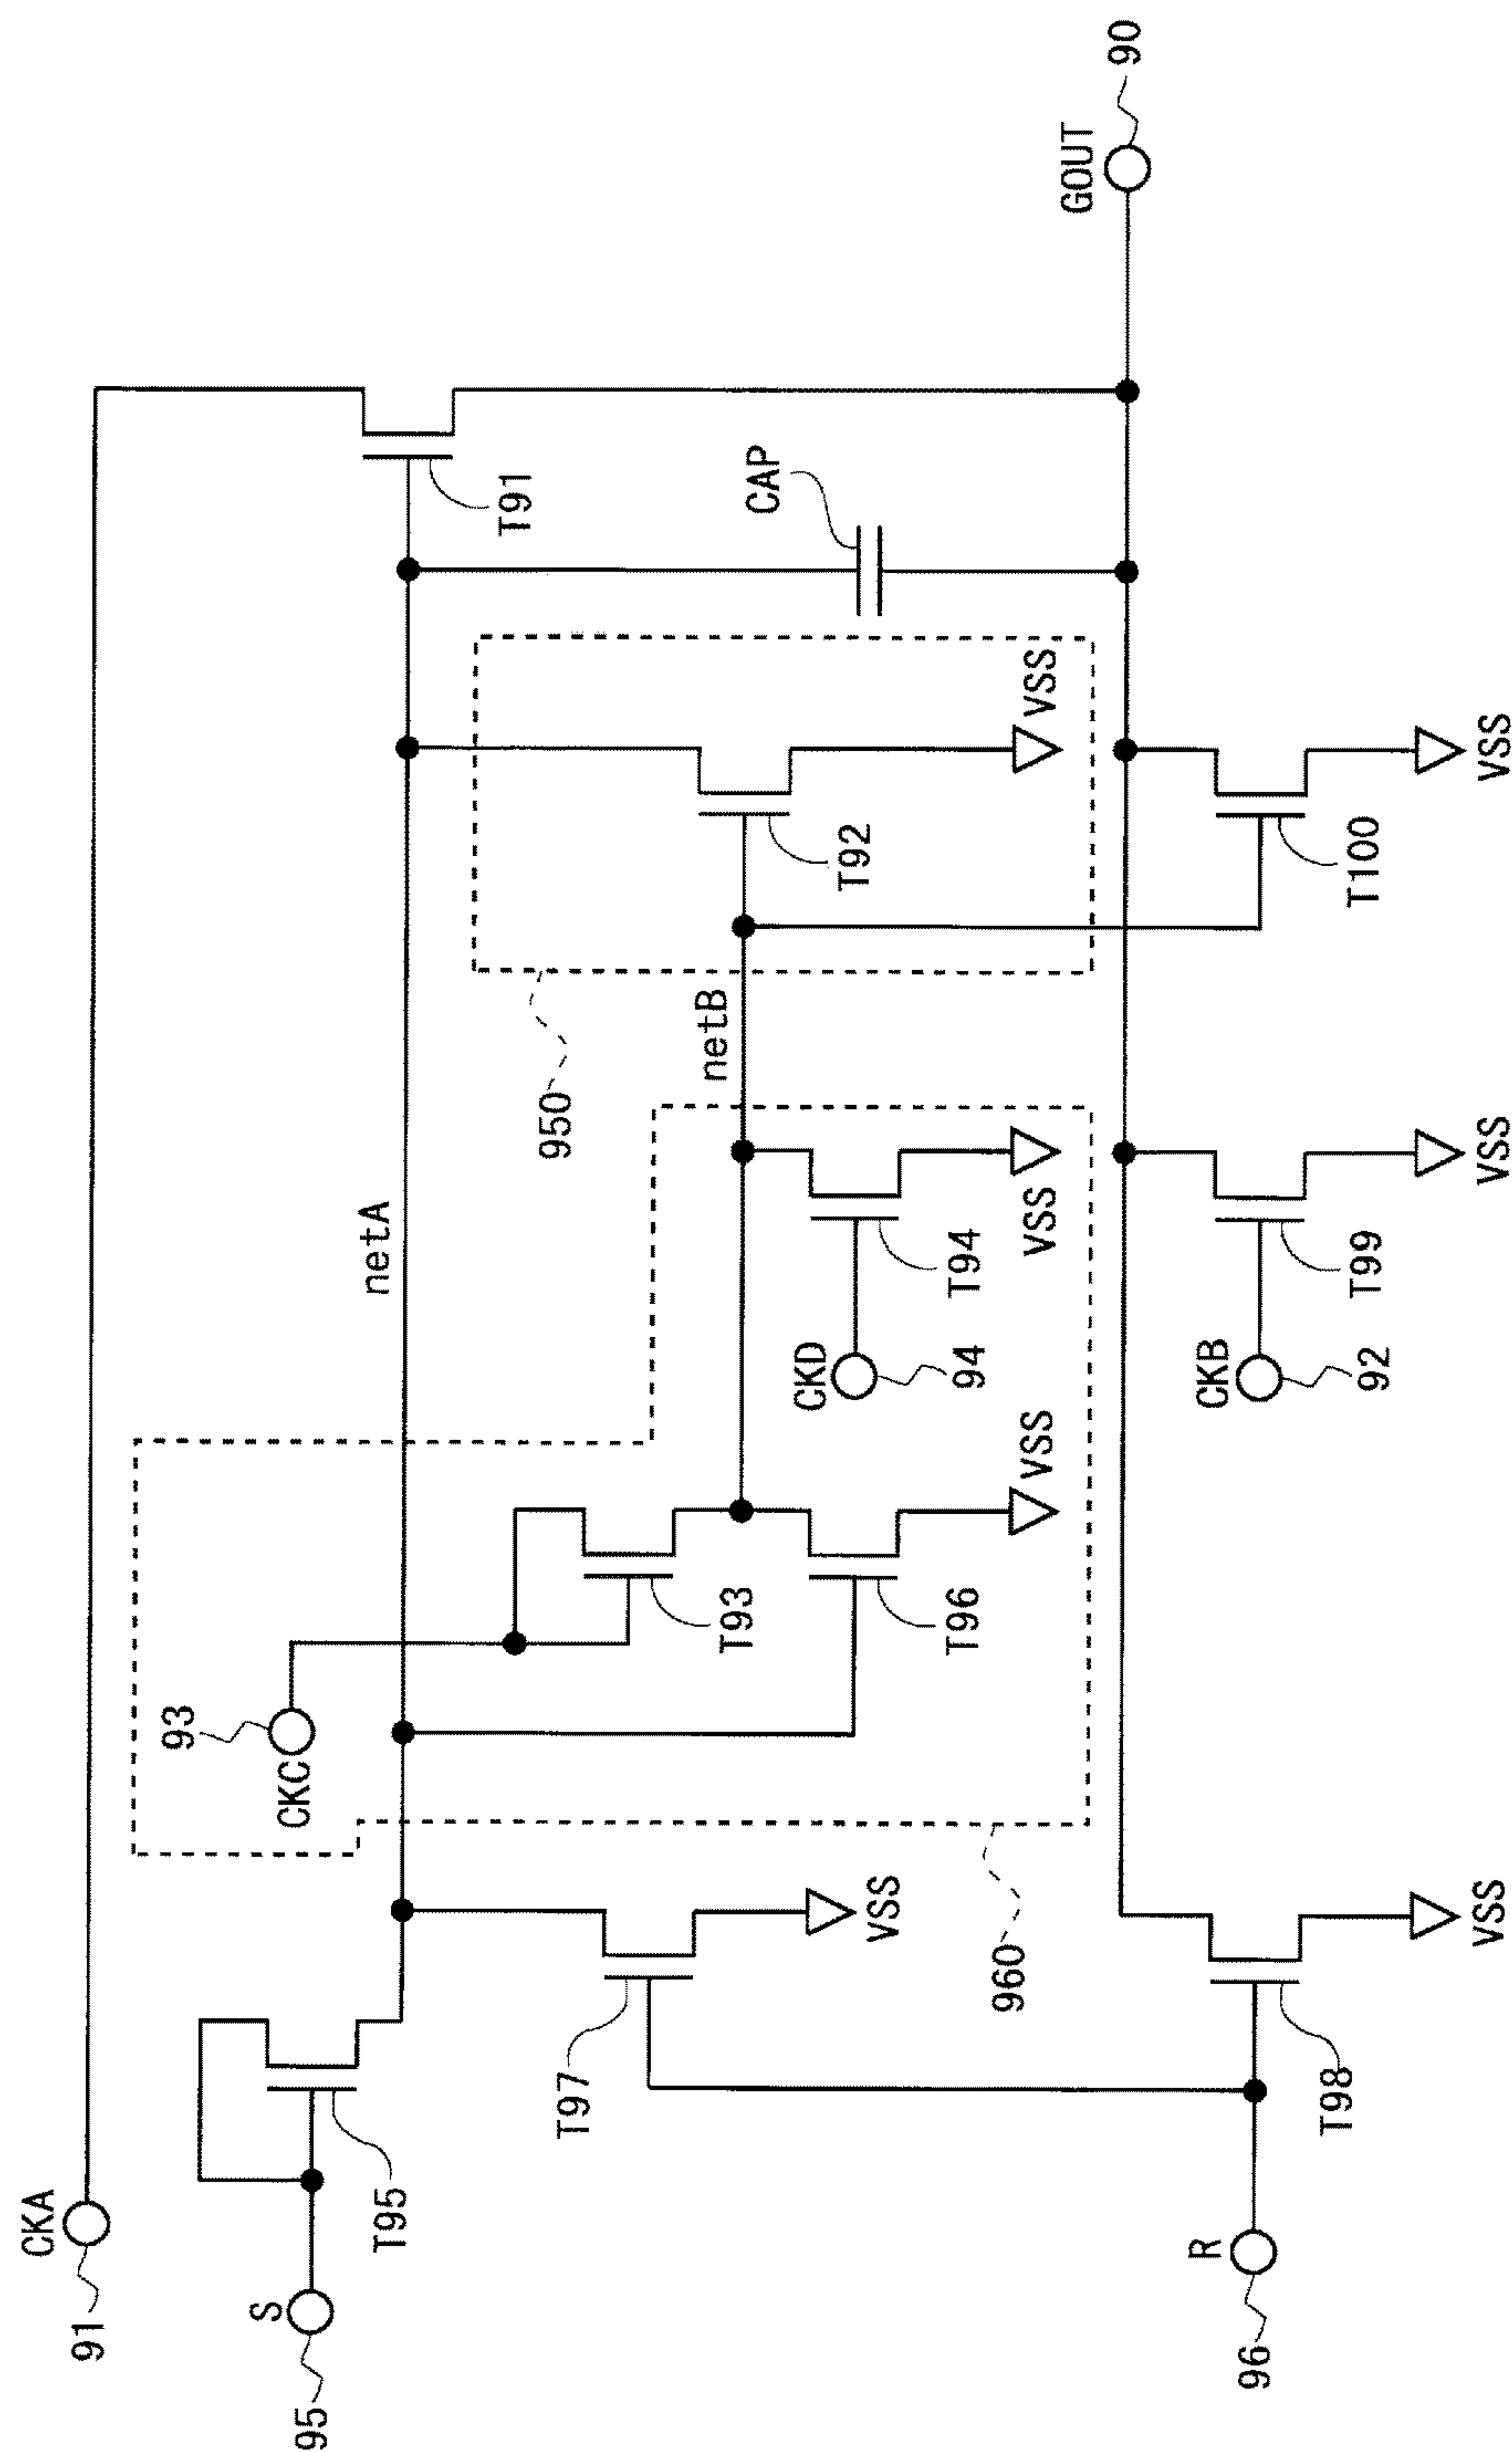 91
CKA
95
S
T95
93
CKC
netA
T91
T93
netB
950
T92
CAP
T97
VSS
T96
VSS
CKD
94
T94
VSS
VSS
960
GOUT
90
96
R
T98
VSS
CKB
92
T99
VSS
T100
VSS